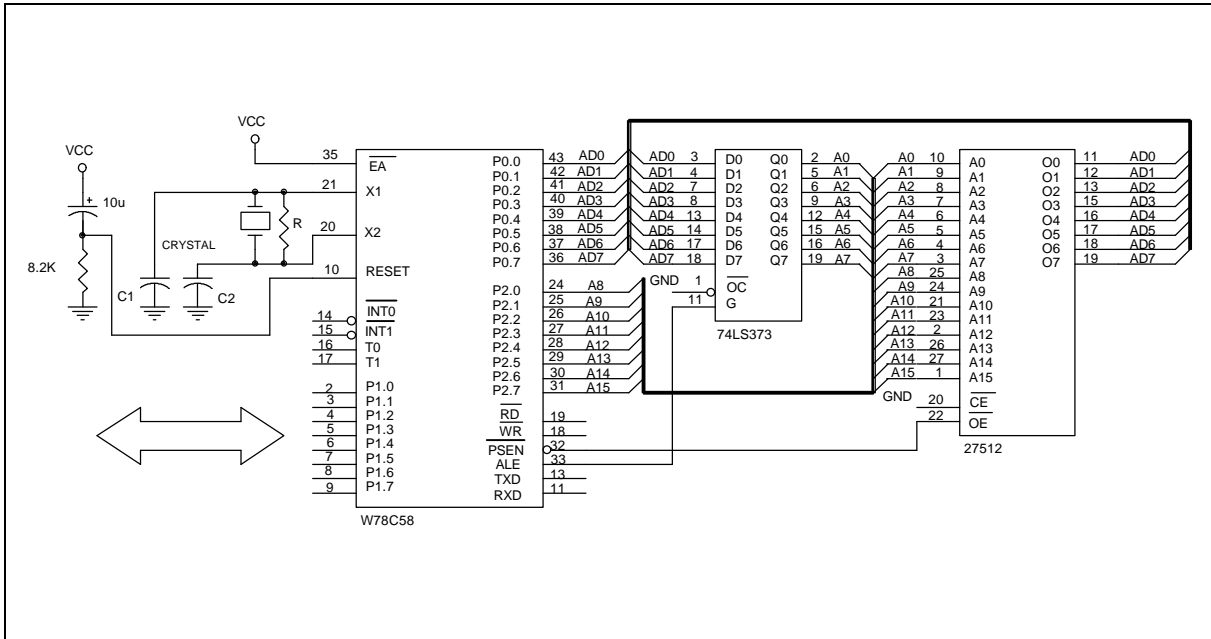 VCC
10u
8.2K
VCC
CRYSTAL
R
C1
C2
35
21
20
10
14
15
16
17
2
3
4
5
6
7
8
9
EA
X1
X2
RESET
INT0
INT1
T0
T1
P1.0
P1.1
P1.2
P1.3
P1.4
P1.5
P1.6
P1.7
P0.0 43 AD0
P0.1 42 AD1
P0.2 41 AD2
P0.3 40 AD3
P0.4 39 AD4
P0.5 38 AD5
P0.6 37 AD6
P0.7 36 AD7
P2.0 24 A8
P2.1 25 A9
P2.2 26 A10
P2.3 27 A11
P2.4 28 A12
P2.5 29 A13
P2.6 30 A14
P2.7 31 A15
RD 19
WR 18
PSEN 32
ALE 33
TXD 13
RXD 11
W78C58
AD0 3 D0 Q0 2 A0
AD1 4 D1 Q1 5 A1
AD2 7 D2 Q2 6 A2
AD3 8 D3 Q3 9 A3
AD4 13 D4 Q4 12 A4
AD5 14 D5 Q5 15 A5
AD6 17 D6 Q6 16 A6
AD7 18 D7 Q7 19 A7
GND 1 OC
11 G
74LS373
A0 10 A0 O0 11 AD0
A1 9 A1 O1 12 AD1
A2 8 A2 O2 13 AD2
A3 7 A3 O3 15 AD3
A4 6 A4 O4 16 AD4
A5 5 A5 O5 17 AD5
A6 4 A6 O6 18 AD6
A7 3 A7 O7 19 AD7
A8 25 A8
A9 24 A9
A10 21 A10
A11 23 A11
A12 2 A12
A13 26 A13
A14 27 A14
A15 1 A15
GND 20 CE
22 OE
27512